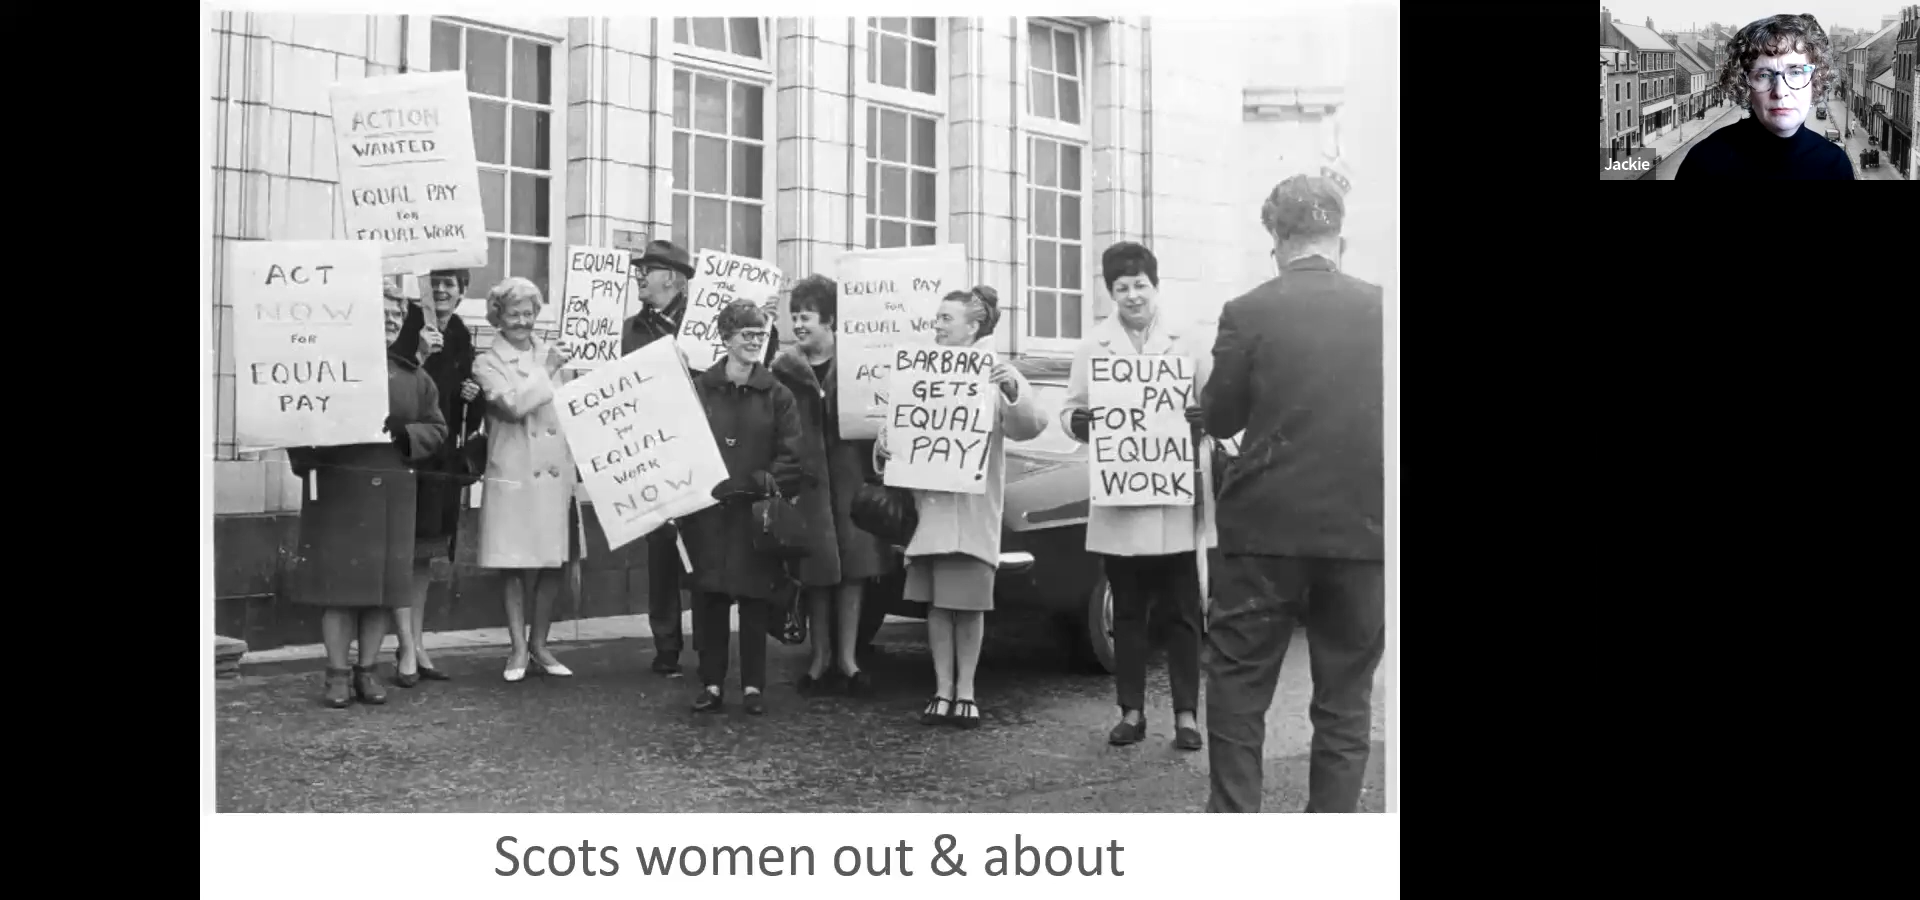 ACTION
WANTED
EQUAL PAY
FOR
EQUAL WORK
ACT
NOW
FOR
EQUAL
PAY
EQUAL
PAY
FOR
EQUAL
WORK
EQUAL
PAY
for
EQUAL
WORK
NOW
SUPPORT
THE
EQUAL PAY
FOR
EQUAL
BARBARA
GETS
EQUAL
PAY!
EQUAL
PAY
FOR
EQUAL
WORK
Jackie
Scots women out & about